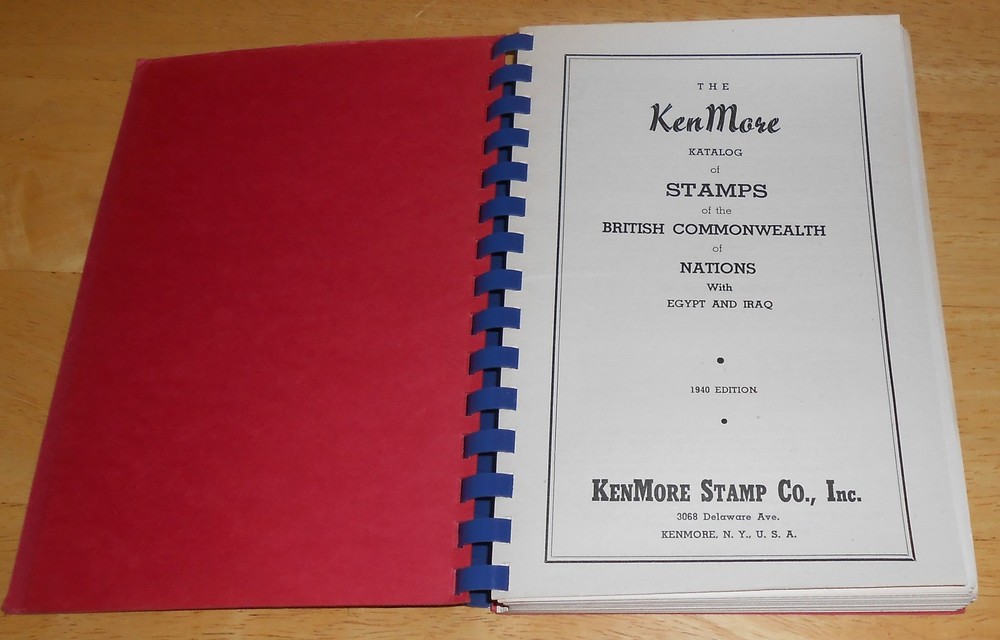 THE
KenMore
KATALOG
of
STAMPS
of the
BRITISH COMMONWEALTH
of
NATIONS
With
EGYPT AND IRAQ
1940 EDITION
KENMORE STAMP CO., INC.
3068 Delaware Ave.
KENMORE, N. Y., U. S. A.